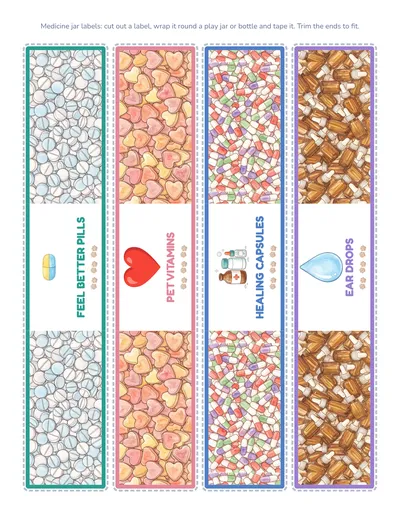 Medicine jar labels: cut out a label, wrap it round a play jar or bottle and tape it. Trim the ends to fit.
FEEL BETTER PILLS
PET VITAMINS
HEALING CAPSULES
EAR DROPS